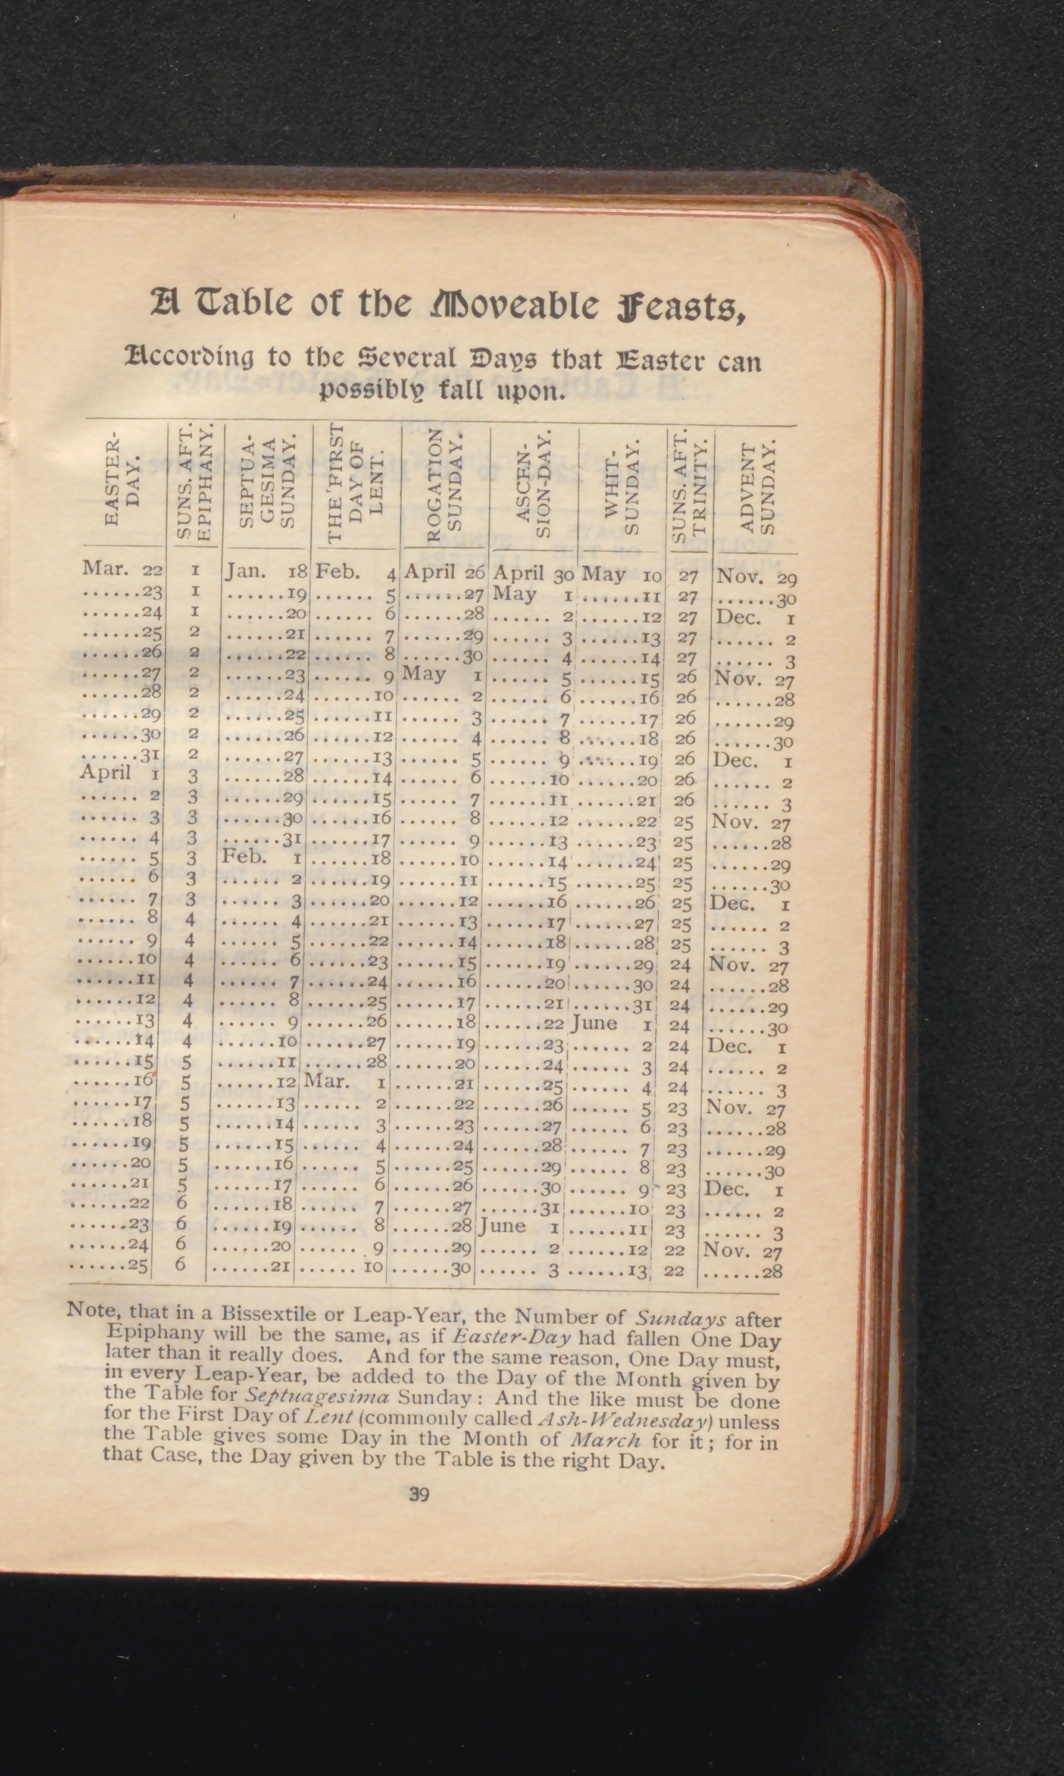 A Table of the Moveable Feasts,
According to the Several Days that Easter can
possibly fall upon.
EASTER-DAY. SUNS. AFT. EPIPHANY. SEPTUA-GESIMA SUNDAY. THE FIRST DAY OF LENT. ROGATION SUNDAY. ASCEN-SION-DAY. WHIT-SUNDAY. SUNS. AFT. TRINITY. ADVENT SUNDAY.
Mar. 22 1 Jan. 18 Feb. 4 April 26 April 30 May 10 27 Nov. 29
......23 1 ......19 ...... 5 ......27 May 1 ......11 27 ......30
......24 1 ......20 ...... 6 ......28 ...... 2 ......12 27 Dec. 1
......25 2 ......21 ...... 7 ......29 ...... 3 ......13 27 ...... 2
......26 2 ......22 ...... 8 ......30 ...... 4 ......14 27 ...... 3
......27 2 ......23 ...... 9 May 1 ...... 5 ......15 26 Nov. 27
......28 2 ......24 ......10 ...... 2 ...... 6 ......16 26 ......28
......29 2 ......25 ......11 ...... 3 ...... 7 ......17 26 ......29
......30 2 ......26 ......12 ...... 4 ...... 8 ......18 26 ......30
......31 2 ......27 ......13 ...... 5 ...... 9 ......19 26 Dec. 1
April 1 3 ......28 ......14 ...... 6 ......10 ......20 26 ...... 2
...... 2 3 ......29 ......15 ...... 7 ......11 ......21 26 ...... 3
...... 3 3 ......30 ......16 ...... 8 ......12 ......22 25 Nov. 27
...... 4 3 ......31 ......17 ...... 9 ......13 ......23 25 ......28
...... 5 3 Feb. 1 ......18 ......10 ......14 ......24 25 ......29
...... 6 3 ...... 2 ......19 ......11 ......15 ......25 25 ......30
...... 7 3 ...... 3 ......20 ......12 ......16 ......26 25 Dec. 1
...... 8 4 ...... 4 ......21 ......13 ......17 ......27 25 ...... 2
...... 9 4 ...... 5 ......22 ......14 ......18 ......28 25 ...... 3
......10 4 ...... 6 ......23 ......15 ......19 ......29 24 Nov. 27
......11 4 ...... 7 ......24 ......16 ......20 ......30 24 ......28
......12 4 ...... 8 ......25 ......17 ......21 ......31 24 ......29
......13 4 ...... 9 ......26 ......18 ......22 June 1 24 ......30
......14 4 ......10 ......27 ......19 ......23 ...... 2 24 Dec. 1
......15 5 ......11 ......28 ......20 ......24 ...... 3 24 ...... 2
......16 5 ......12 Mar. 1 ......21 ......25 ...... 4 24 ...... 3
......17 5 ......13 ...... 2 ......22 ......26 ...... 5 23 Nov. 27
......18 5 ......14 ...... 3 ......23 ......27 ...... 6 23 ......28
......19 5 ......15 ...... 4 ......24 ......28 ...... 7 23 ......29
......20 5 ......16 ...... 5 ......25 ......29 ...... 8 23 ......30
......21 5 ......17 ...... 6 ......26 ......30 ...... 9 23 Dec. 1
......22 6 ......18 ...... 7 ......27 ......31 ......10 23 ...... 2
......23 6 ......19 ...... 8 ......28 June 1 ......11 23 ...... 3
......24 6 ......20 ...... 9 ......29 ...... 2 ......12 22 Nov. 27
......25 6 ......21 ...... 10 ......30 ...... 3 ......13 22 ......28
Note, that in a Bissextile or Leap-Year, the Number of Sundays after
Epiphany will be the same, as if Easter-Day had fallen One Day
later than it really does. And for the same reason, One Day must,
in every Leap-Year, be added to the Day of the Month given by
the Table for Septuagesima Sunday: And the like must be done
for the First Day of Lent (commonly called Ash-Wednesday) unless
the Table gives some Day in the Month of March for it; for in
that Case, the Day given by the Table is the right Day.
39